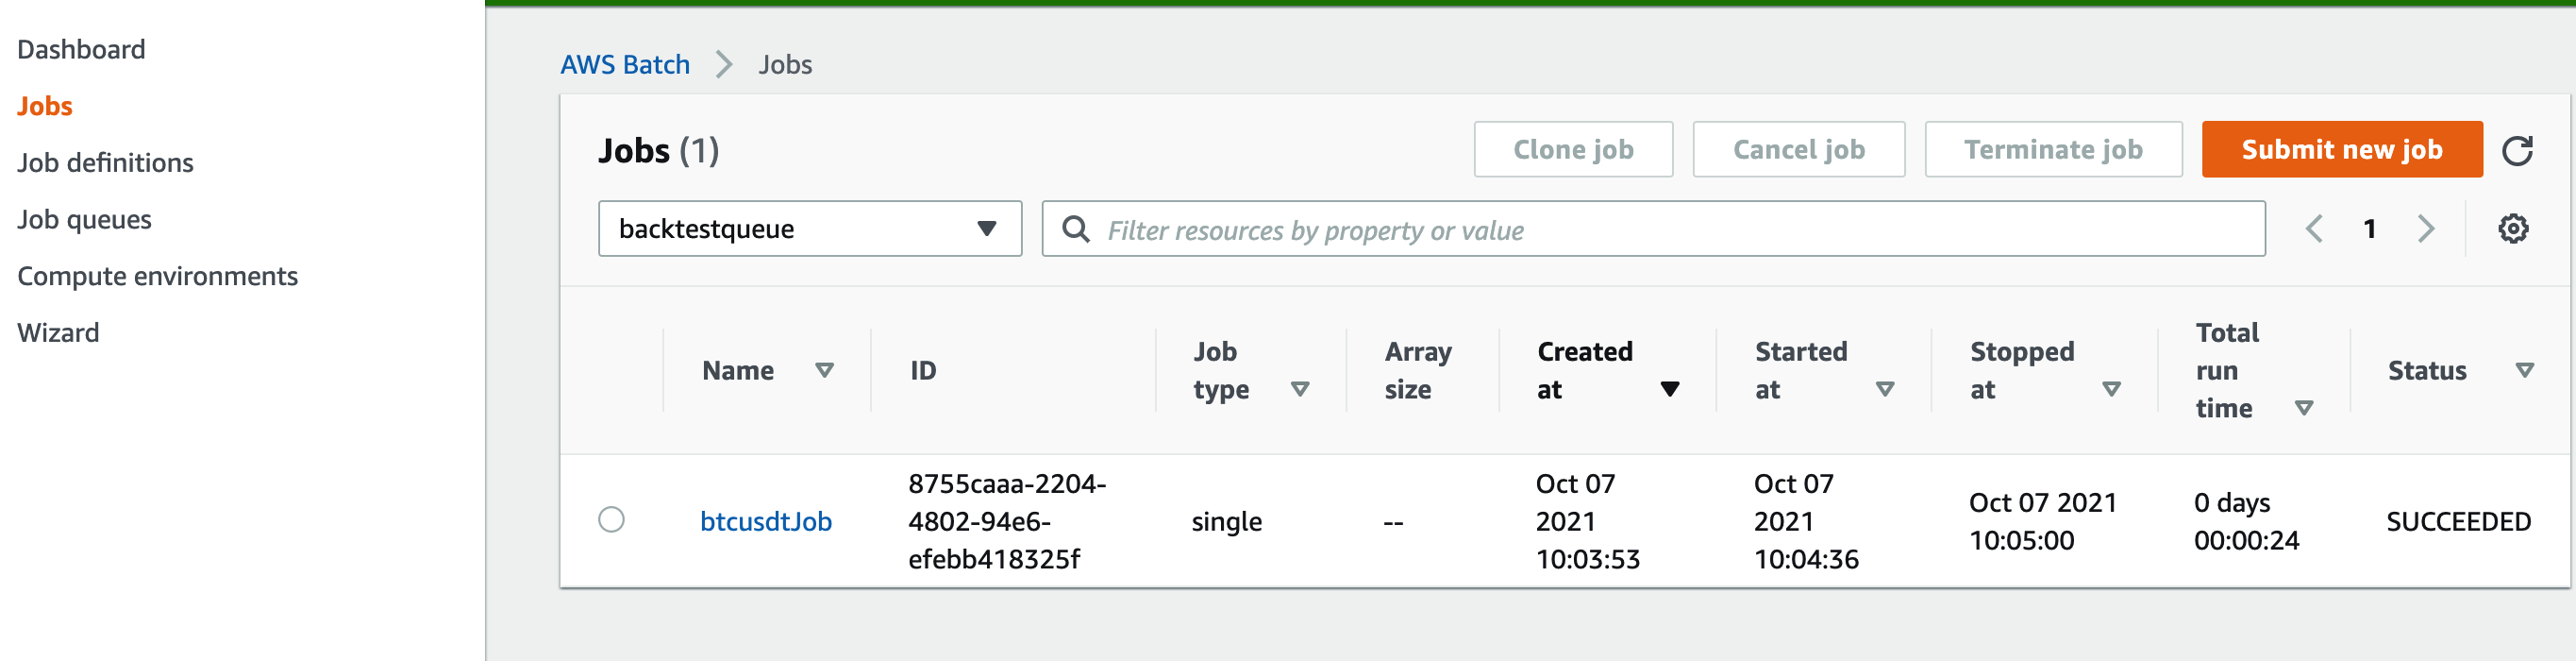 Dashboard
Jobs
Job definitions
Job queues
Compute environments
Wizard
AWS Batch Jobs
Jobs (1)
Clone job
Cancel job
Terminate job
Submit new job
backtestqueue
Filter resources by property or value
1
Name
ID
Job
type
Array
size
Created
at
Started
at
Stopped
at
Total
run
time
Status
btcusdtJob
8755caaa-2204-
4802-94e6-
efebb418325f
single
--
Oct 07
2021
10:03:53
Oct 07
2021
10:04:36
Oct 07 2021
10:05:00
0 days
00:00:24
SUCCEEDED